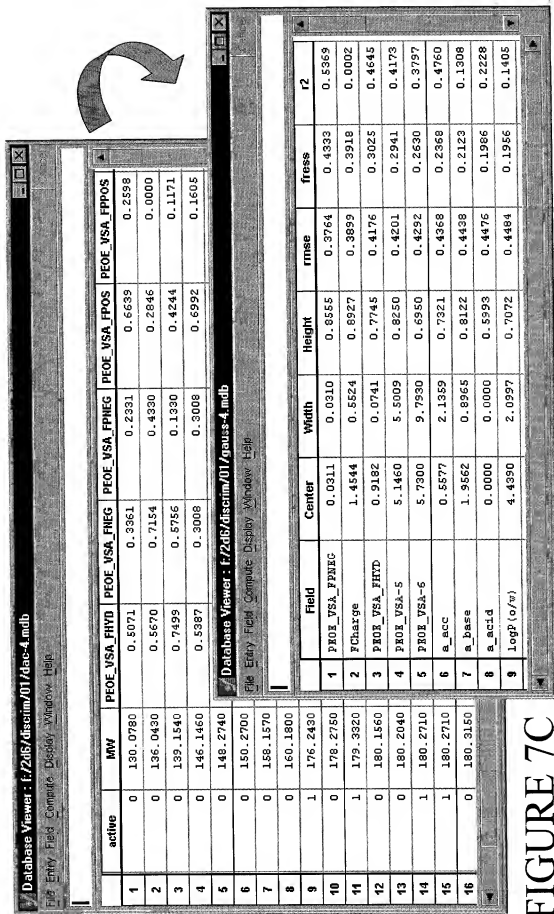 Database Viewer : f:/2d6/discrim/01/dac-4.mdb
File Entry Field Compute Display Window Help
active MW PEOE_VSA_FHYD PEOE_VSA_FNEG PEOE_VSA_FPNEG PEOE_VSA_FPOS PEOE_VSA_FPPOS
1 0 130.0780 0.5071 0.3361 0.2331 0.6639 0.2598
2 0 136.0430 0.5670 0.7154 0.4330 0.2846 0.0000
3 0 139.1540 0.7499 0.5756 0.1330 0.4244 0.1171
4 0 146.1460 0.5387 0.3008 0.3008 0.6992 0.1605
5 0 148.2740
6 0 150.2700
7 0 158.1570
8 0 160.1800
9 1 176.2430
10 0 178.2750
11 1 179.3320
12 0 180.1560
13 0 180.2040
14 1 180.2710
15 1 180.2710
16 0 180.3150
Database Viewer : f:/2d6/discrim/01/gauss-4.mdb
File Entry Field Compute Display Window Help
Field Center Width Height rmse fress r2
1 PEOE_VSA_FPNEG 0.0311 0.0310 0.8555 0.3764 0.4333 0.5369
2 FCharge 1.4544 0.5524 0.8927 0.3899 0.3918 0.0002
3 PEOE_VSA_FHYD 0.9182 0.0741 0.7745 0.4176 0.3025 0.4645
4 PEOE_VSA-5 5.1460 5.5009 0.8250 0.4201 0.2941 0.4173
5 PEOE_VSA-6 5.7300 9.7930 0.6950 0.4292 0.2630 0.3797
6 a_acc 0.5577 2.1359 0.7321 0.4368 0.2368 0.4760
7 a_base 1.9562 0.8965 0.8122 0.4438 0.2123 0.1308
8 a_acid 0.0000 0.0000 0.5993 0.4476 0.1986 0.2228
9 logP(o/w) 4.4390 2.0997 0.7072 0.4484 0.1956 0.1405
FIGURE 7C